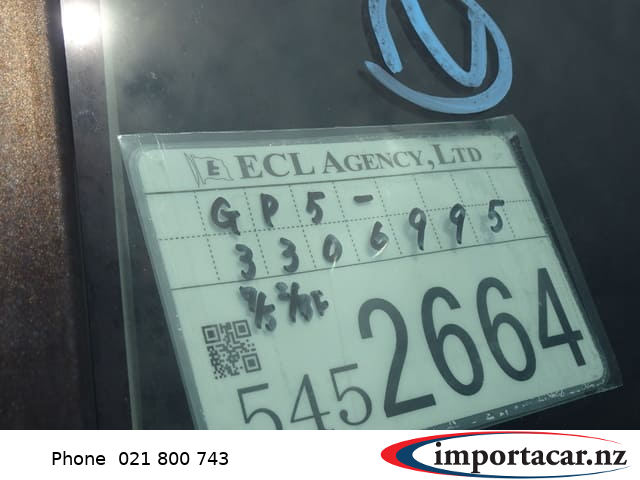 ECL AGENCY, LTD
GP5-
3306995
545 2664
Phone 021 800 743
importacar.nz